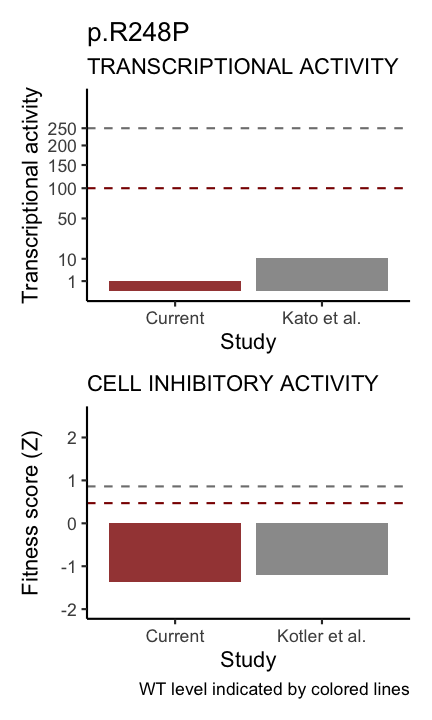 p.R248P
TRANSCRIPTIONAL ACTIVITY
Transcriptional activity
250
200
150
100
50
10
1
Current
Kato et al.
Study
CELL INHIBITORY ACTIVITY
Fitness score (Z)
2
1
0
-1
-2
Current
Kotler et al.
Study
WT level indicated by colored lines